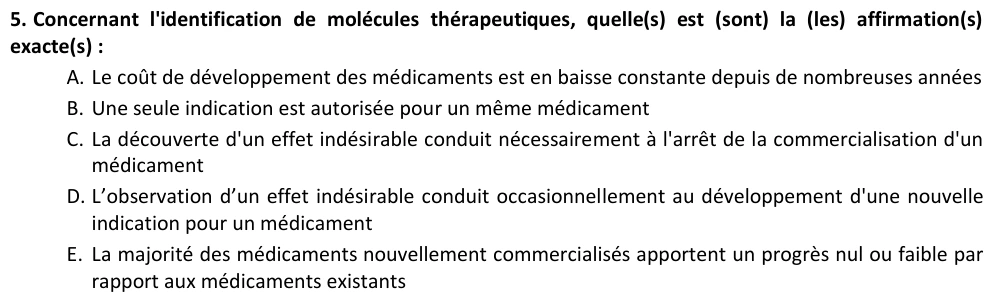 5. Concernant l'identification de molécules thérapeutiques, quelle(s) est (sont) la (les) affirmation(s)
exacte(s) :
A. Le coût de développement des médicaments est en baisse constante depuis de nombreuses années
B. Une seule indication est autorisée pour un même médicament
C. La découverte d'un effet indésirable conduit nécessairement à l'arrêt de la commercialisation d'un
médicament
D. L’observation d’un effet indésirable conduit occasionnellement au développement d'une nouvelle
indication pour un médicament
E. La majorité des médicaments nouvellement commercialisés apportent un progrès nul ou faible par
rapport aux médicaments existants